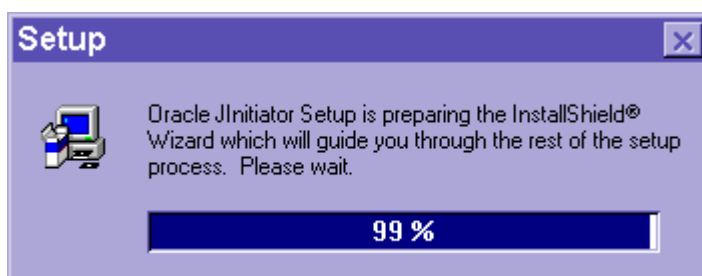 Setup
Oracle JInitiator Setup is preparing the InstallShield®
Wizard which will guide you through the rest of the setup
process. Please wait.
99 %